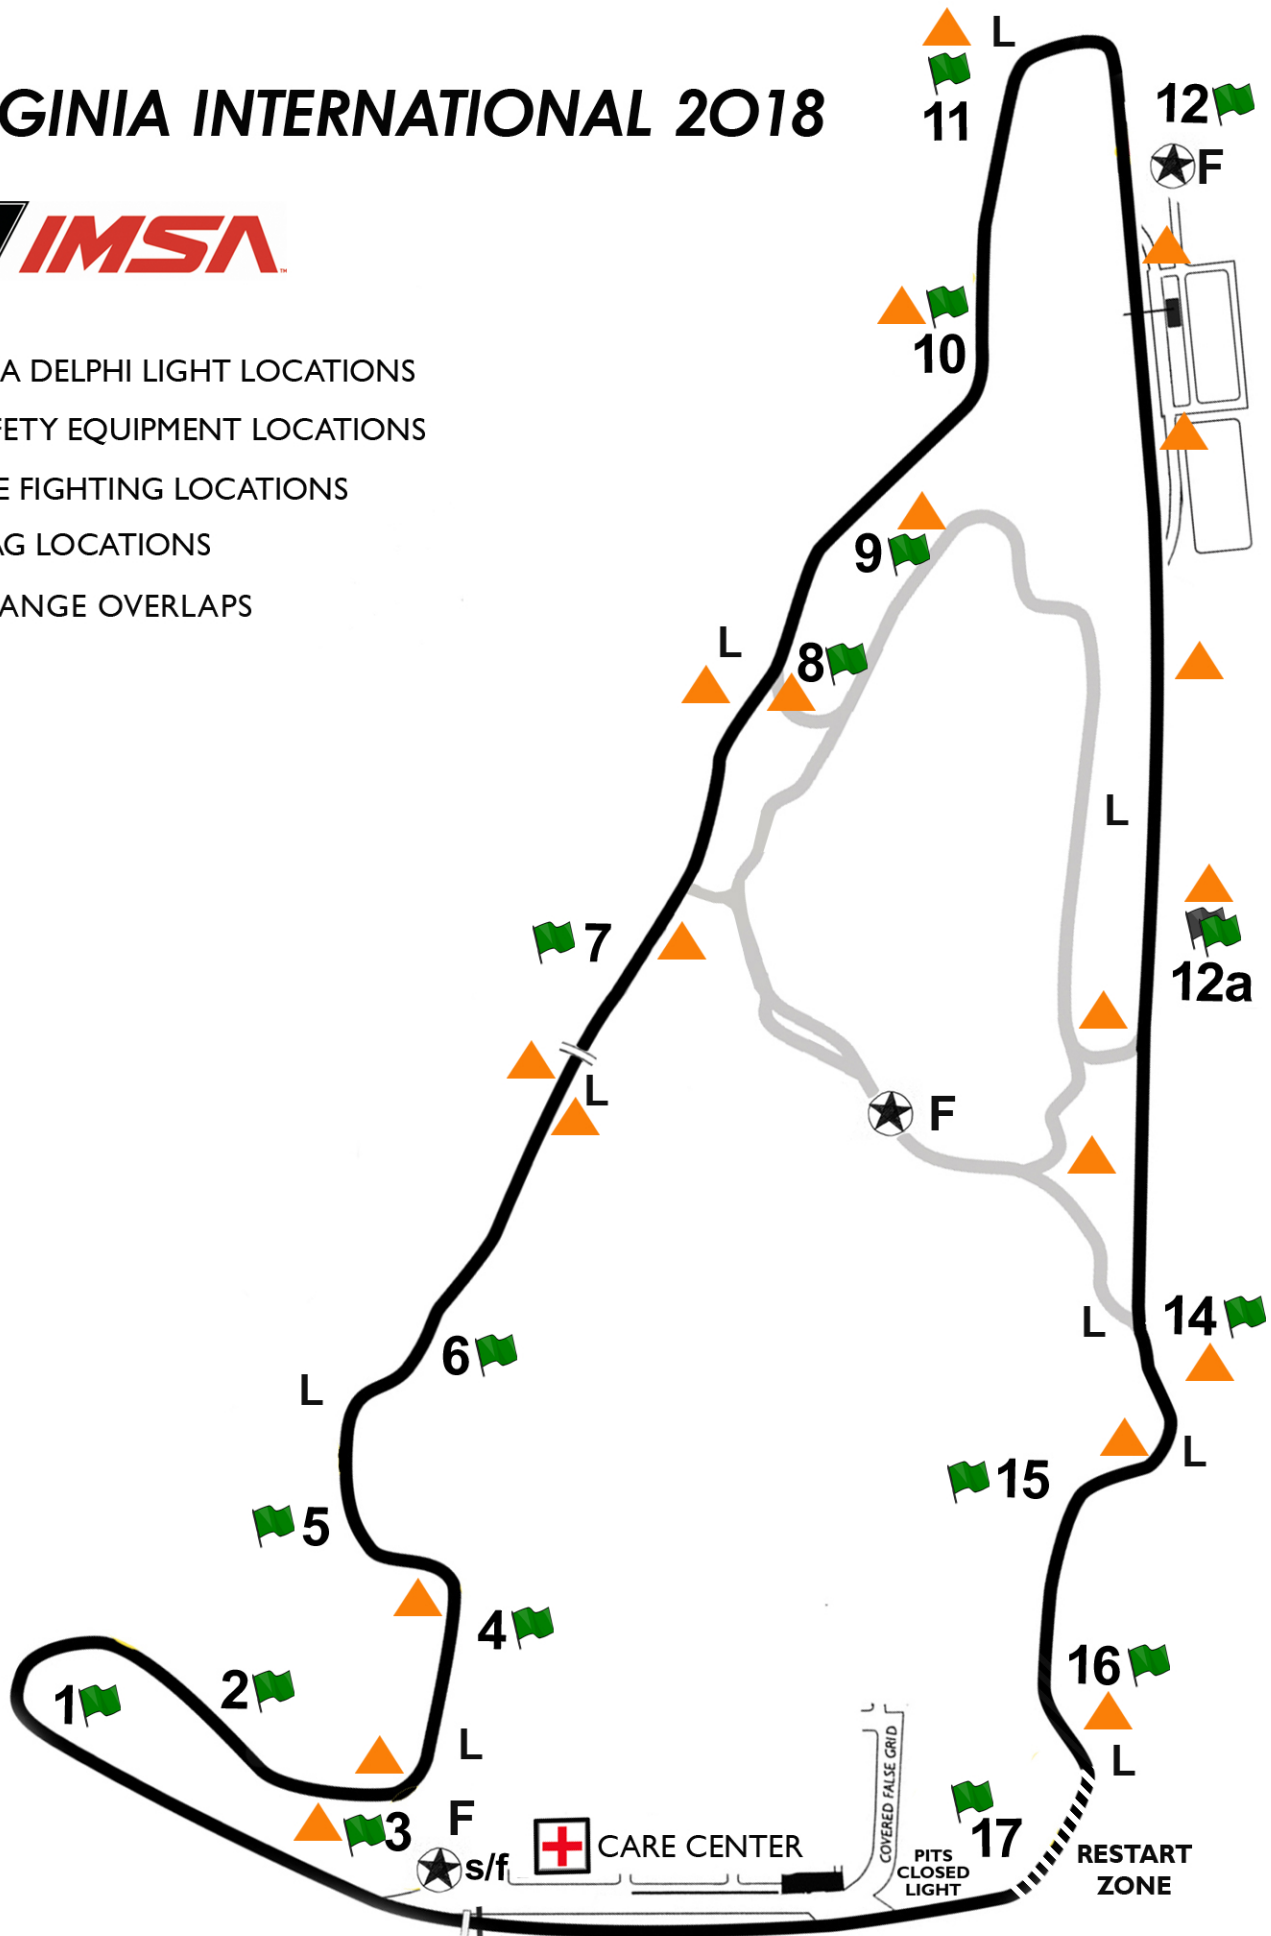 GINIA INTERNATIONAL 2018
IMSA
A DELPHI LIGHT LOCATIONS
FETY EQUIPMENT LOCATIONS
E FIGHTING LOCATIONS
AG LOCATIONS
ANGE OVERLAPS
L
11
12
F
10
9
L
8
L
7
12a
L
F
6
L
14
L
L
15
5
4
2
1
16
L
L
3
F
s/f
CARE CENTER
COVERED FALSE GRID
17
PITS
CLOSED
LIGHT
RESTART
ZONE